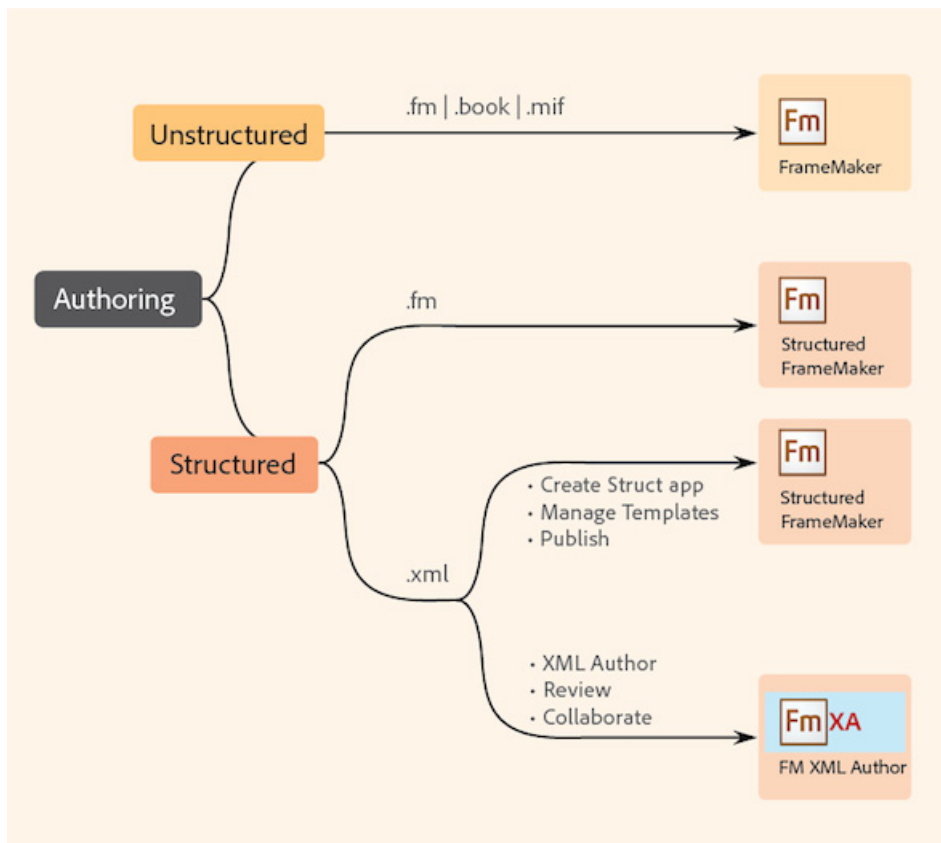 .fm | .book | .mif
Unstructured
Fm
FrameMaker
Authoring
.fm
Fm
Structured
FrameMaker
Structured
Fm
Structured
FrameMaker
• Create Struct app
• Manage Templates
• Publish
.xml
• XML Author
• Review
• Collaborate
Fm XA
FM XML Author